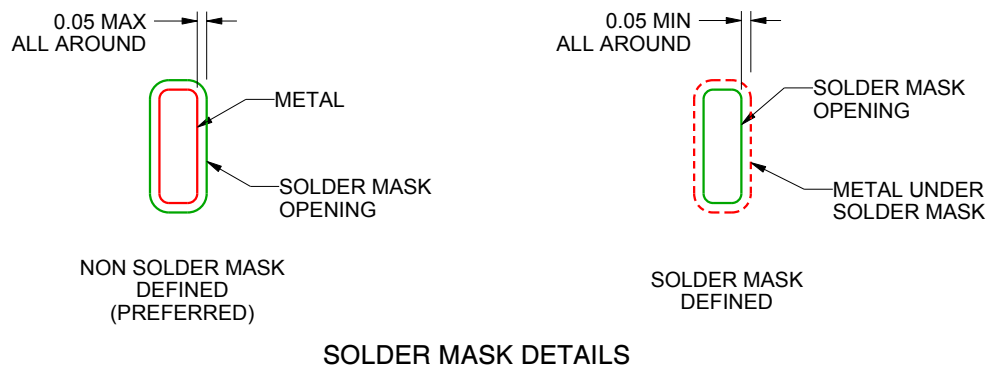 0.05 MAX
ALL AROUND
METAL
SOLDER MASK
OPENING
NON SOLDER MASK
DEFINED
(PREFERRED)
0.05 MIN
ALL AROUND
SOLDER MASK
OPENING
METAL UNDER
SOLDER MASK
SOLDER MASK
DEFINED
SOLDER MASK DETAILS